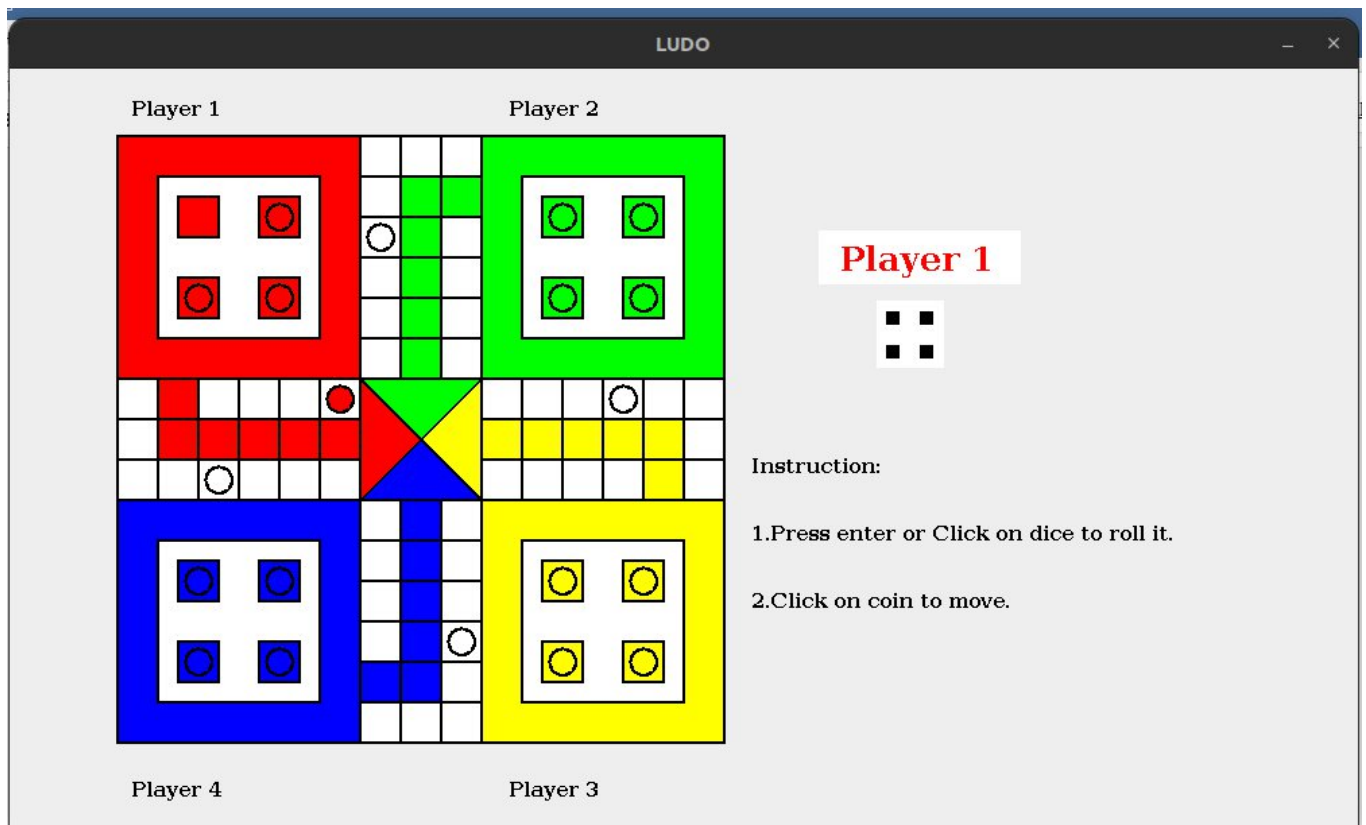 LUDO
Player 1
Player 2
Player 1
Instruction:
1.Press enter or Click on dice to roll it.
2.Click on coin to move.
Player 4
Player 3